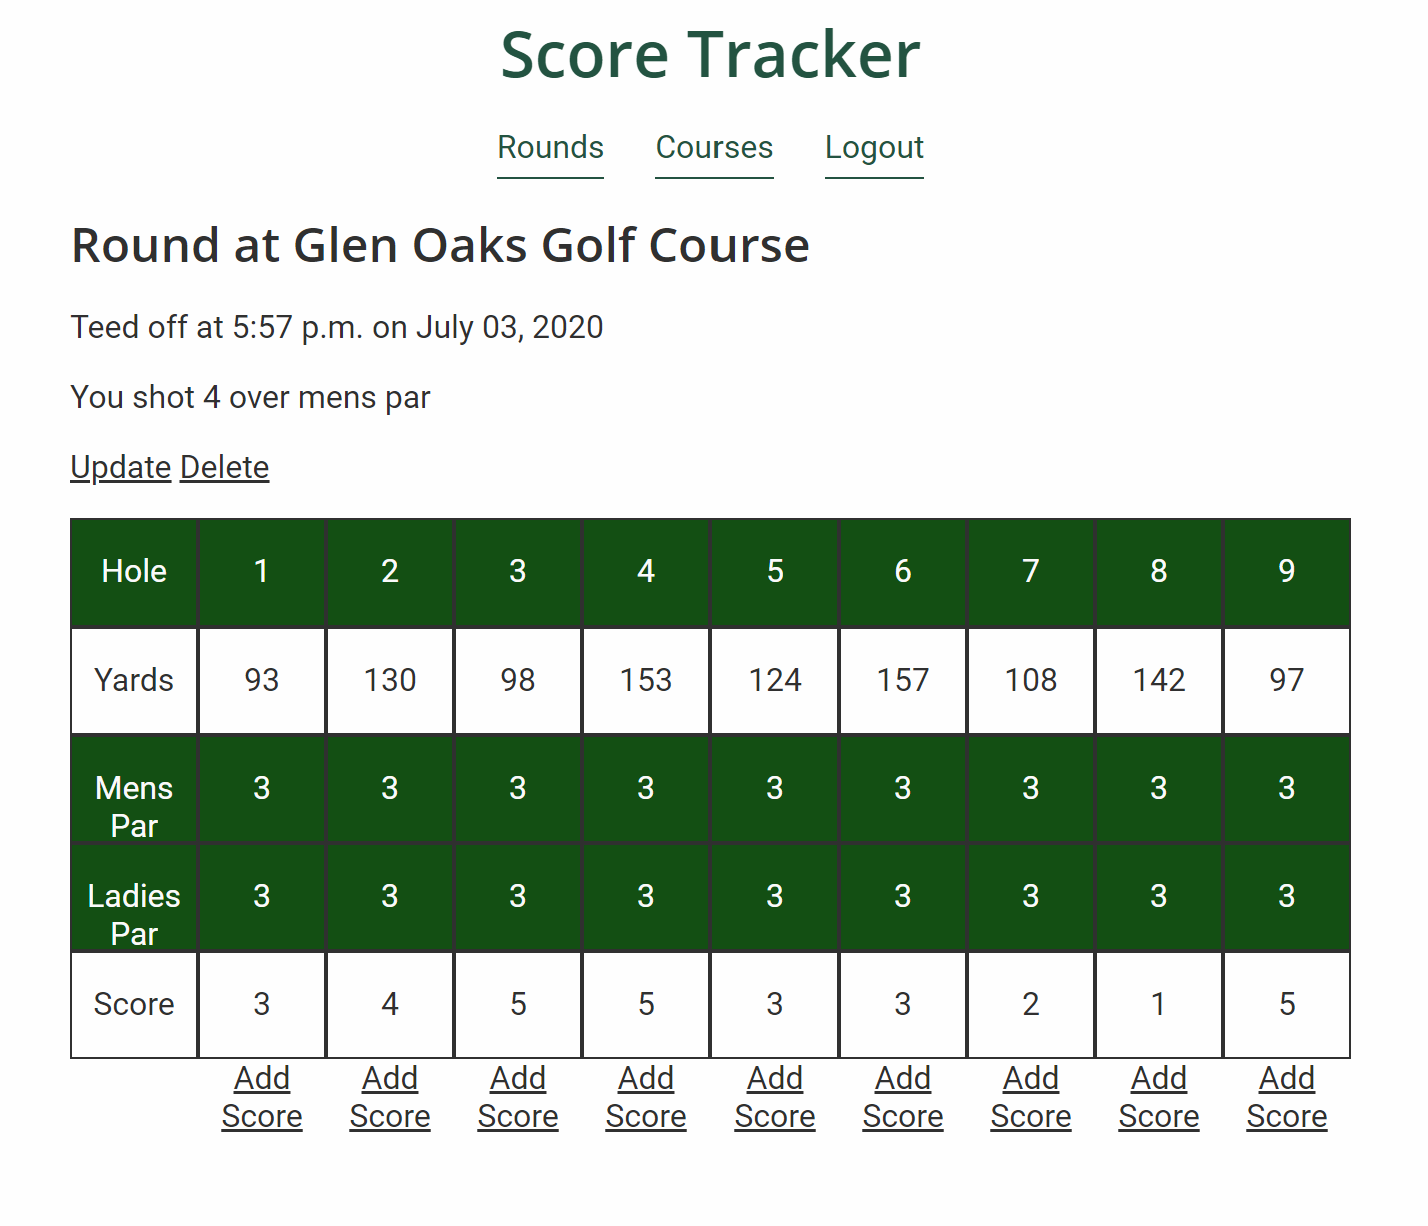 Score Tracker
Rounds Courses Logout
Round at Glen Oaks Golf Course
Teed off at 5:57 p.m. on July 03, 2020
You shot 4 over mens par
Update Delete
Hole 1 2 3 4 5 6 7 8 9
Yards 93 130 98 153 124 157 108 142 97
Mens 3 3 3 3 3 3 3 3 3
Par
Ladies 3 3 3 3 3 3 3 3 3
Par
Score 3 4 5 5 3 3 2 1 5
Add Add Add Add Add Add Add Add Add
Score Score Score Score Score Score Score Score Score